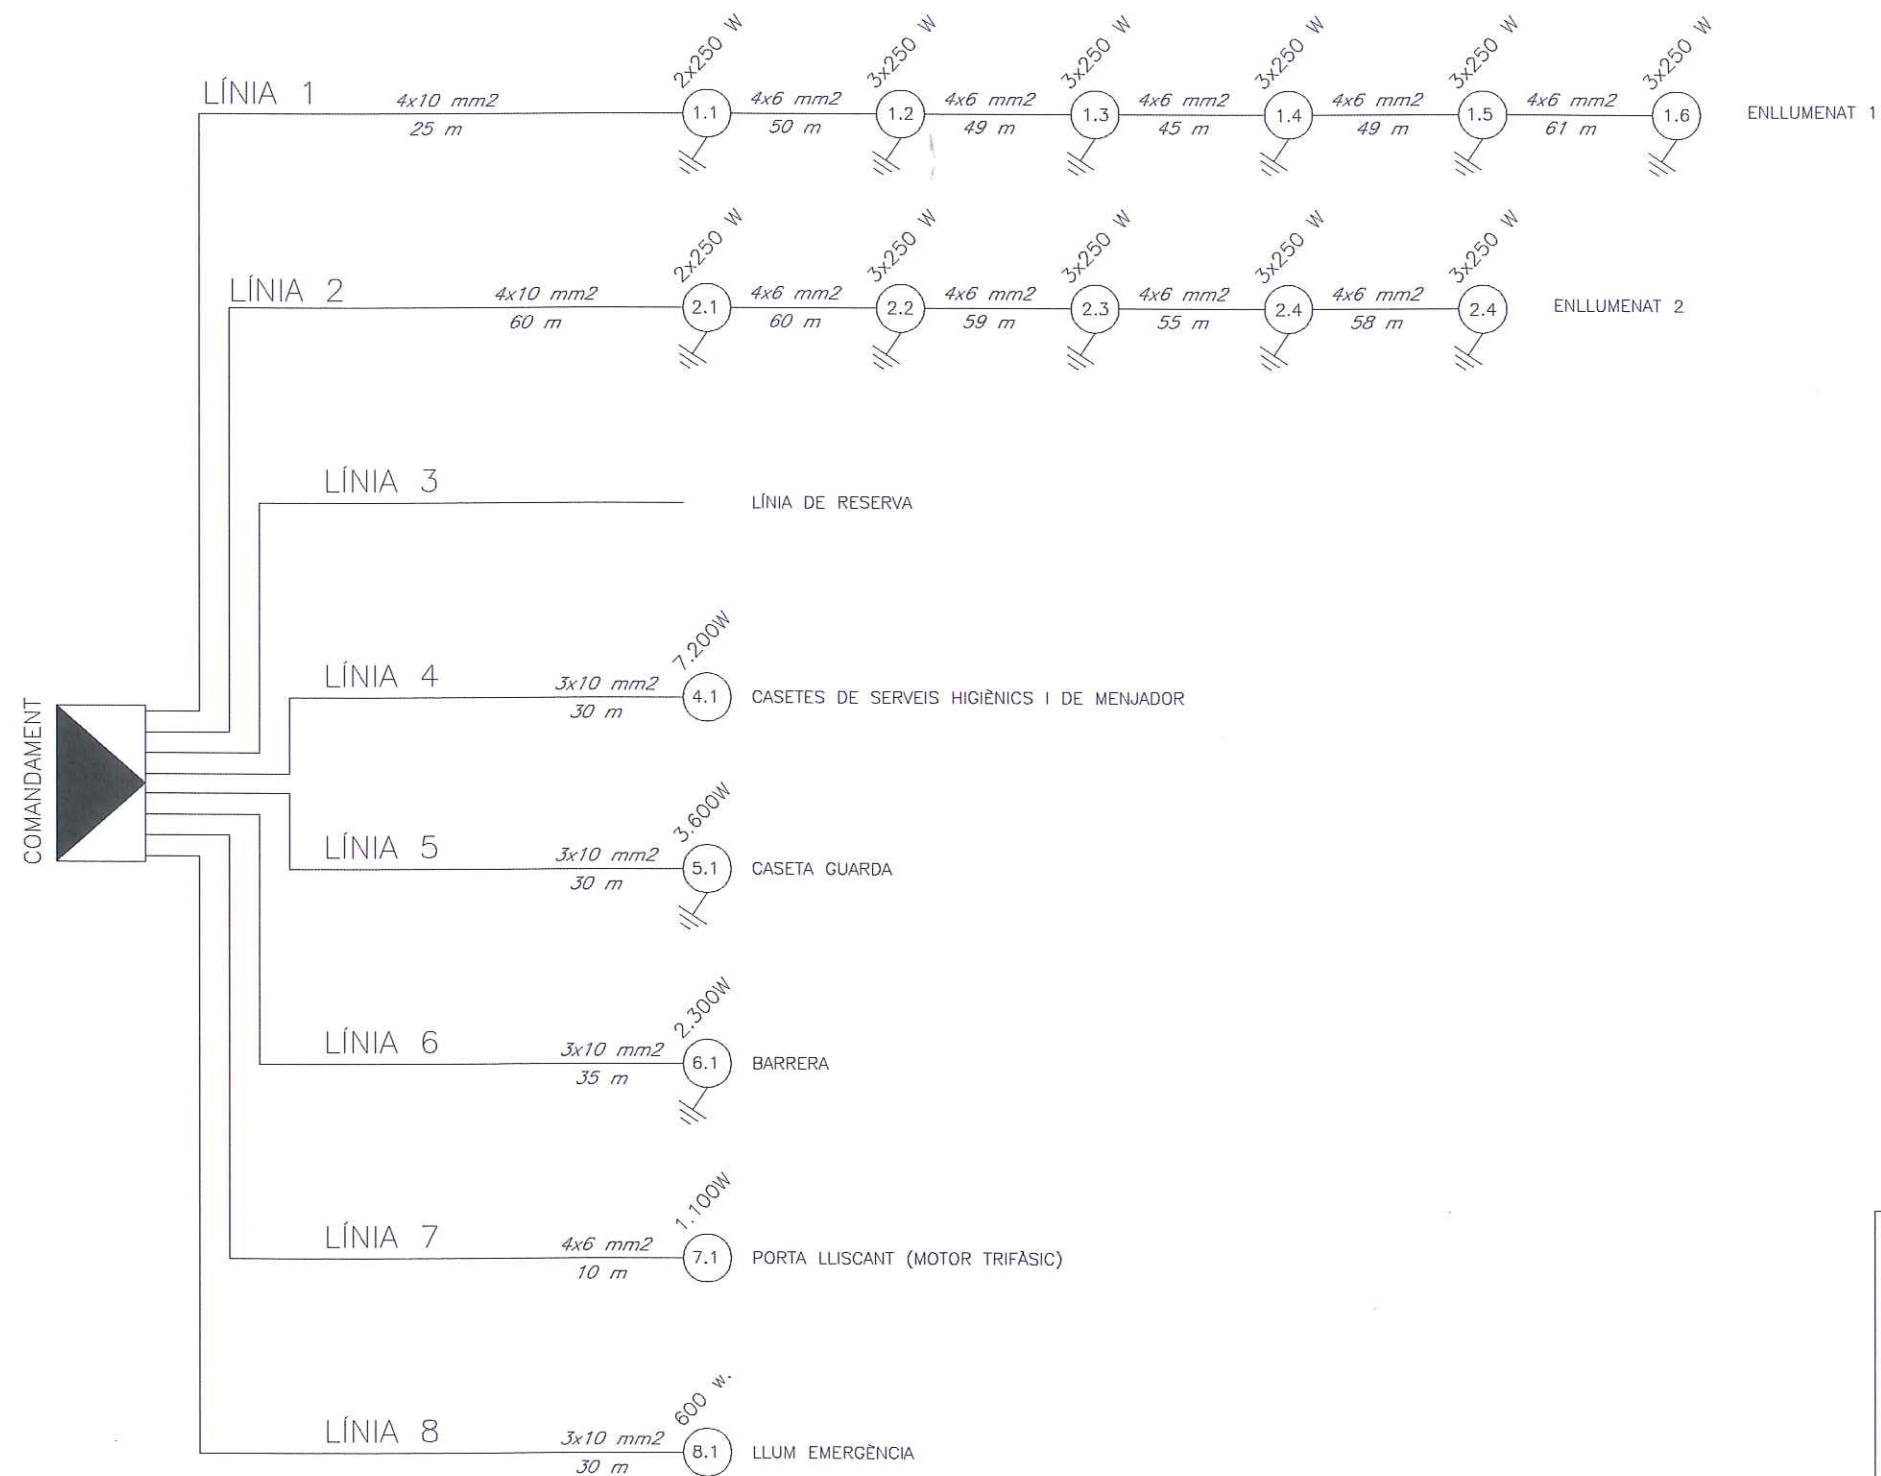 2x250 W
3x250 W
3x250 W
3x250 W
3x250 W
3x250 W
LÍNIA 1
4x10 mm2
25 m
1.1
4x6 mm2
50 m
1.2
4x6 mm2
49 m
1.3
4x6 mm2
45 m
1.4
4x6 mm2
49 m
1.5
4x6 mm2
61 m
1.6
ENLLUMENAT 1
2x250 W
3x250 W
3x250 W
3x250 W
3x250 W
LÍNIA 2
4x10 mm2
60 m
2.1
4x6 mm2
60 m
2.2
4x6 mm2
59 m
2.3
4x6 mm2
55 m
2.4
4x6 mm2
58 m
2.4
ENLLUMENAT 2
LÍNIA 3
LÍNIA DE RESERVA
COMANDAMENT
LÍNIA 4
3x10 mm2
30 m
7.200W
4.1
CASETES DE SERVEIS HIGIÈNICS I DE MENJADOR
LÍNIA 5
3x10 mm2
30 m
3.600W
5.1
CASETA GUARDA
LÍNIA 6
3x10 mm2
35 m
2.300W
6.1
BARRERA
LÍNIA 7
4x6 mm2
10 m
1.100W
7.1
PORTA LLISCANT (MOTOR TRIFÀSIC)
LÍNIA 8
3x10 mm2
30 m
600 w.
8.1
LLUM EMERGÈNCIA